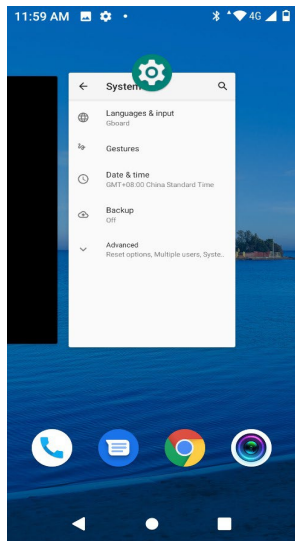 11:59 AM
4G
System
Languages & input
Gboard
Gestures
Date & time
GMT+08:00 China Standard Time
Backup
Off
Advanced
Reset options, Multiple users, Syste..